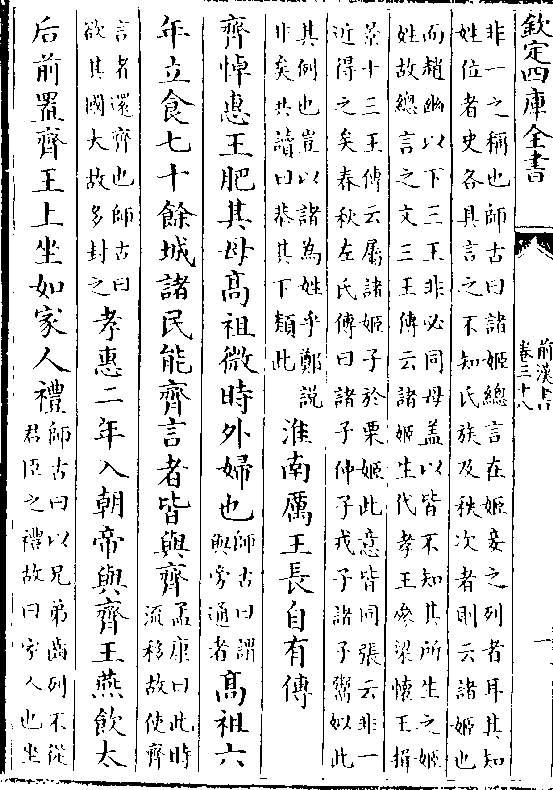 欽定四庫全書
前漢書
卷三十八
一
非一之稱也師古曰諸姬總言在姬妾之列者耳其知
姓位者史各具言之不知氏族及秩次者則云諸姬也
而趙幽以下三王非必同母蓋以皆不知其所生之姬
姓故總言之文三王傳云諸姬生代孝王參梁懷王揖
景十三王傳云屬諸姬子於栗姬此意皆同張云非一
近得之矣春秋左氏傳曰諸子仲子戎子諸子鬻姒此
其例也豈以諸為姓乎鄭說
非矣共讀曰恭其下類此
淮南厲王長自有傳
齊悼惠王肥其母髙祖微時外婦也
師古曰謂
與旁通者
髙祖六
年立食七十餘城諸民能齊言者皆與齊
孟康曰此時
流移故使齊
言者還齊也師古曰
欲其國大故多封之
孝惠二年入朝帝與齊王燕飲太
后前置齊王上坐如家人禮
師古曰以兄弟齒列不從
君臣之禮故曰家人也坐